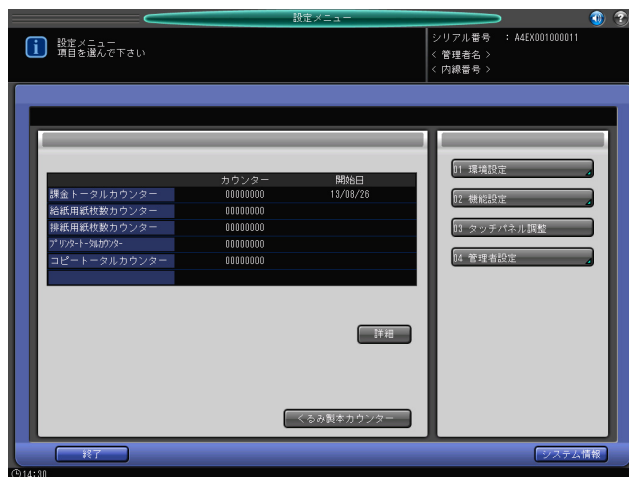 設定メニュー
設定メニュー
項目を選んで下さい
シリアル番号 : A4EX001000011
< 管理者名 >
< 内線番号 >
カウンター 開始日
課金トータルカウンター 00000000 13/08/26
給紙用紙枚数カウンター 00000000
排紙用紙枚数カウンター 00000000
プリンタートータルカウンター 00000000
コピートータルカウンター 00000000
詳細
くるみ製本カウンター
01 環境設定
02 機能設定
03 タッチパネル調整
04 管理者設定
終了
システム情報
14:30